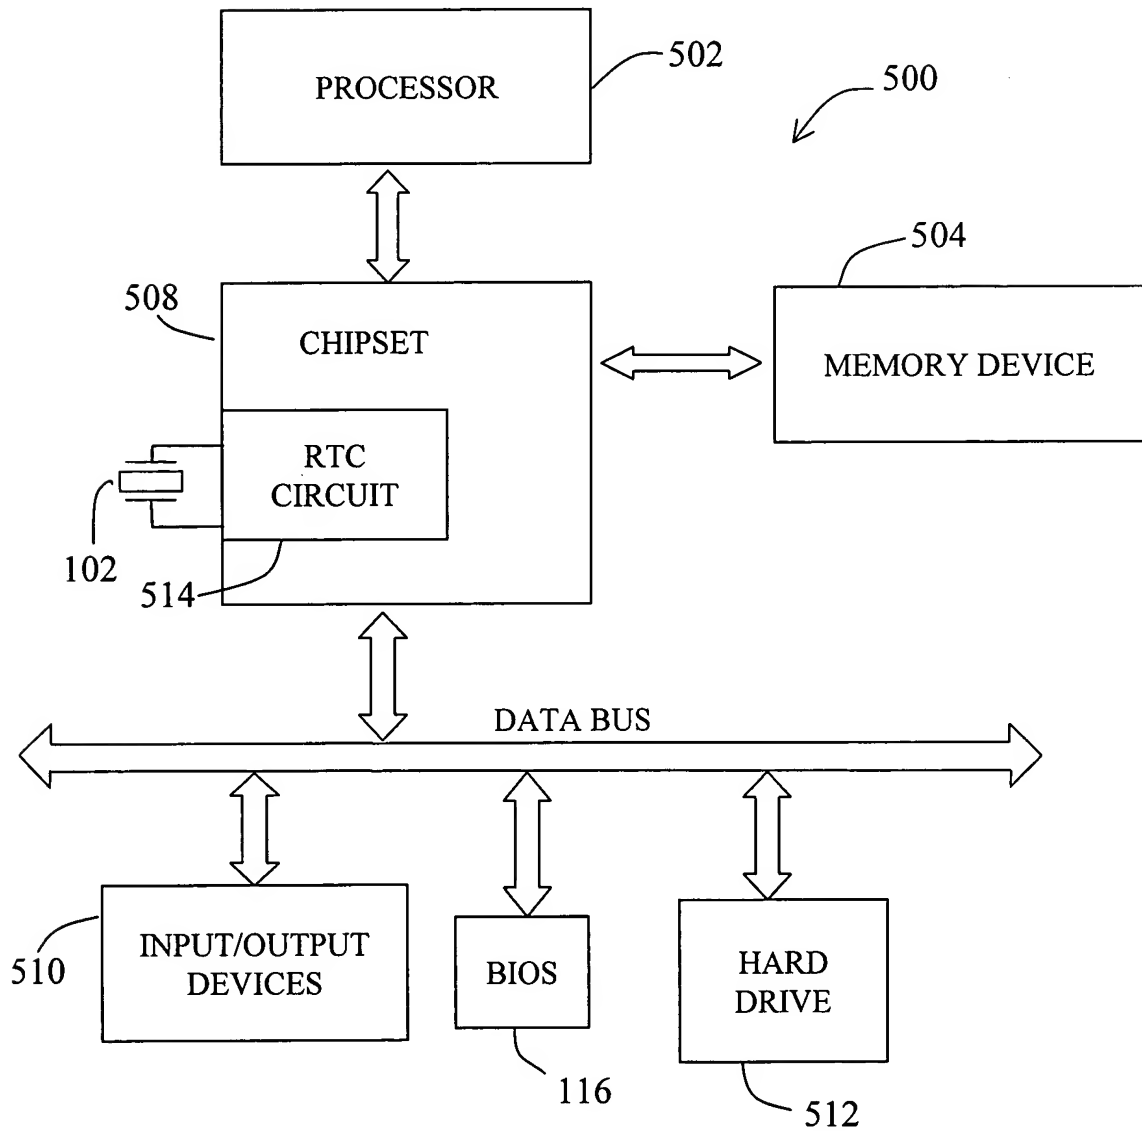 PROCESSOR
502
500
504
508
CHIPSET
MEMORY DEVICE
RTC
CIRCUIT
102
514
DATA BUS
510
INPUT/OUTPUT
DEVICES
BIOS
HARD
DRIVE
116
512